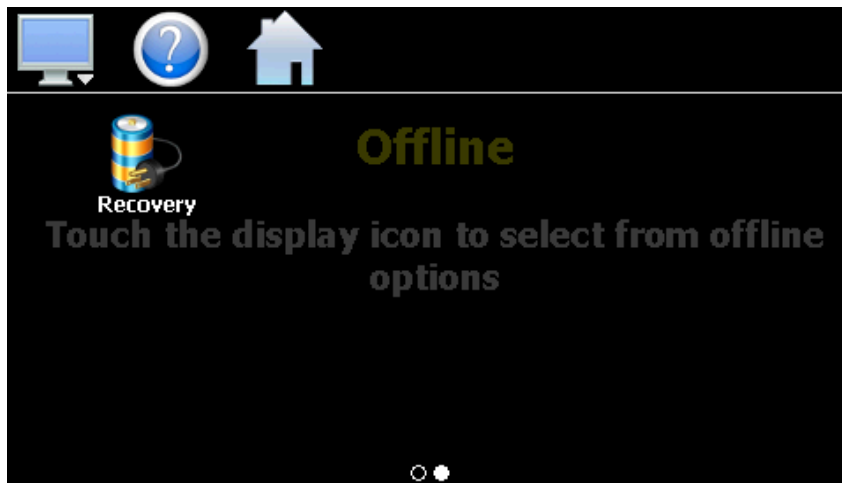 Offline
Recovery
Touch the display icon to select from offline
options